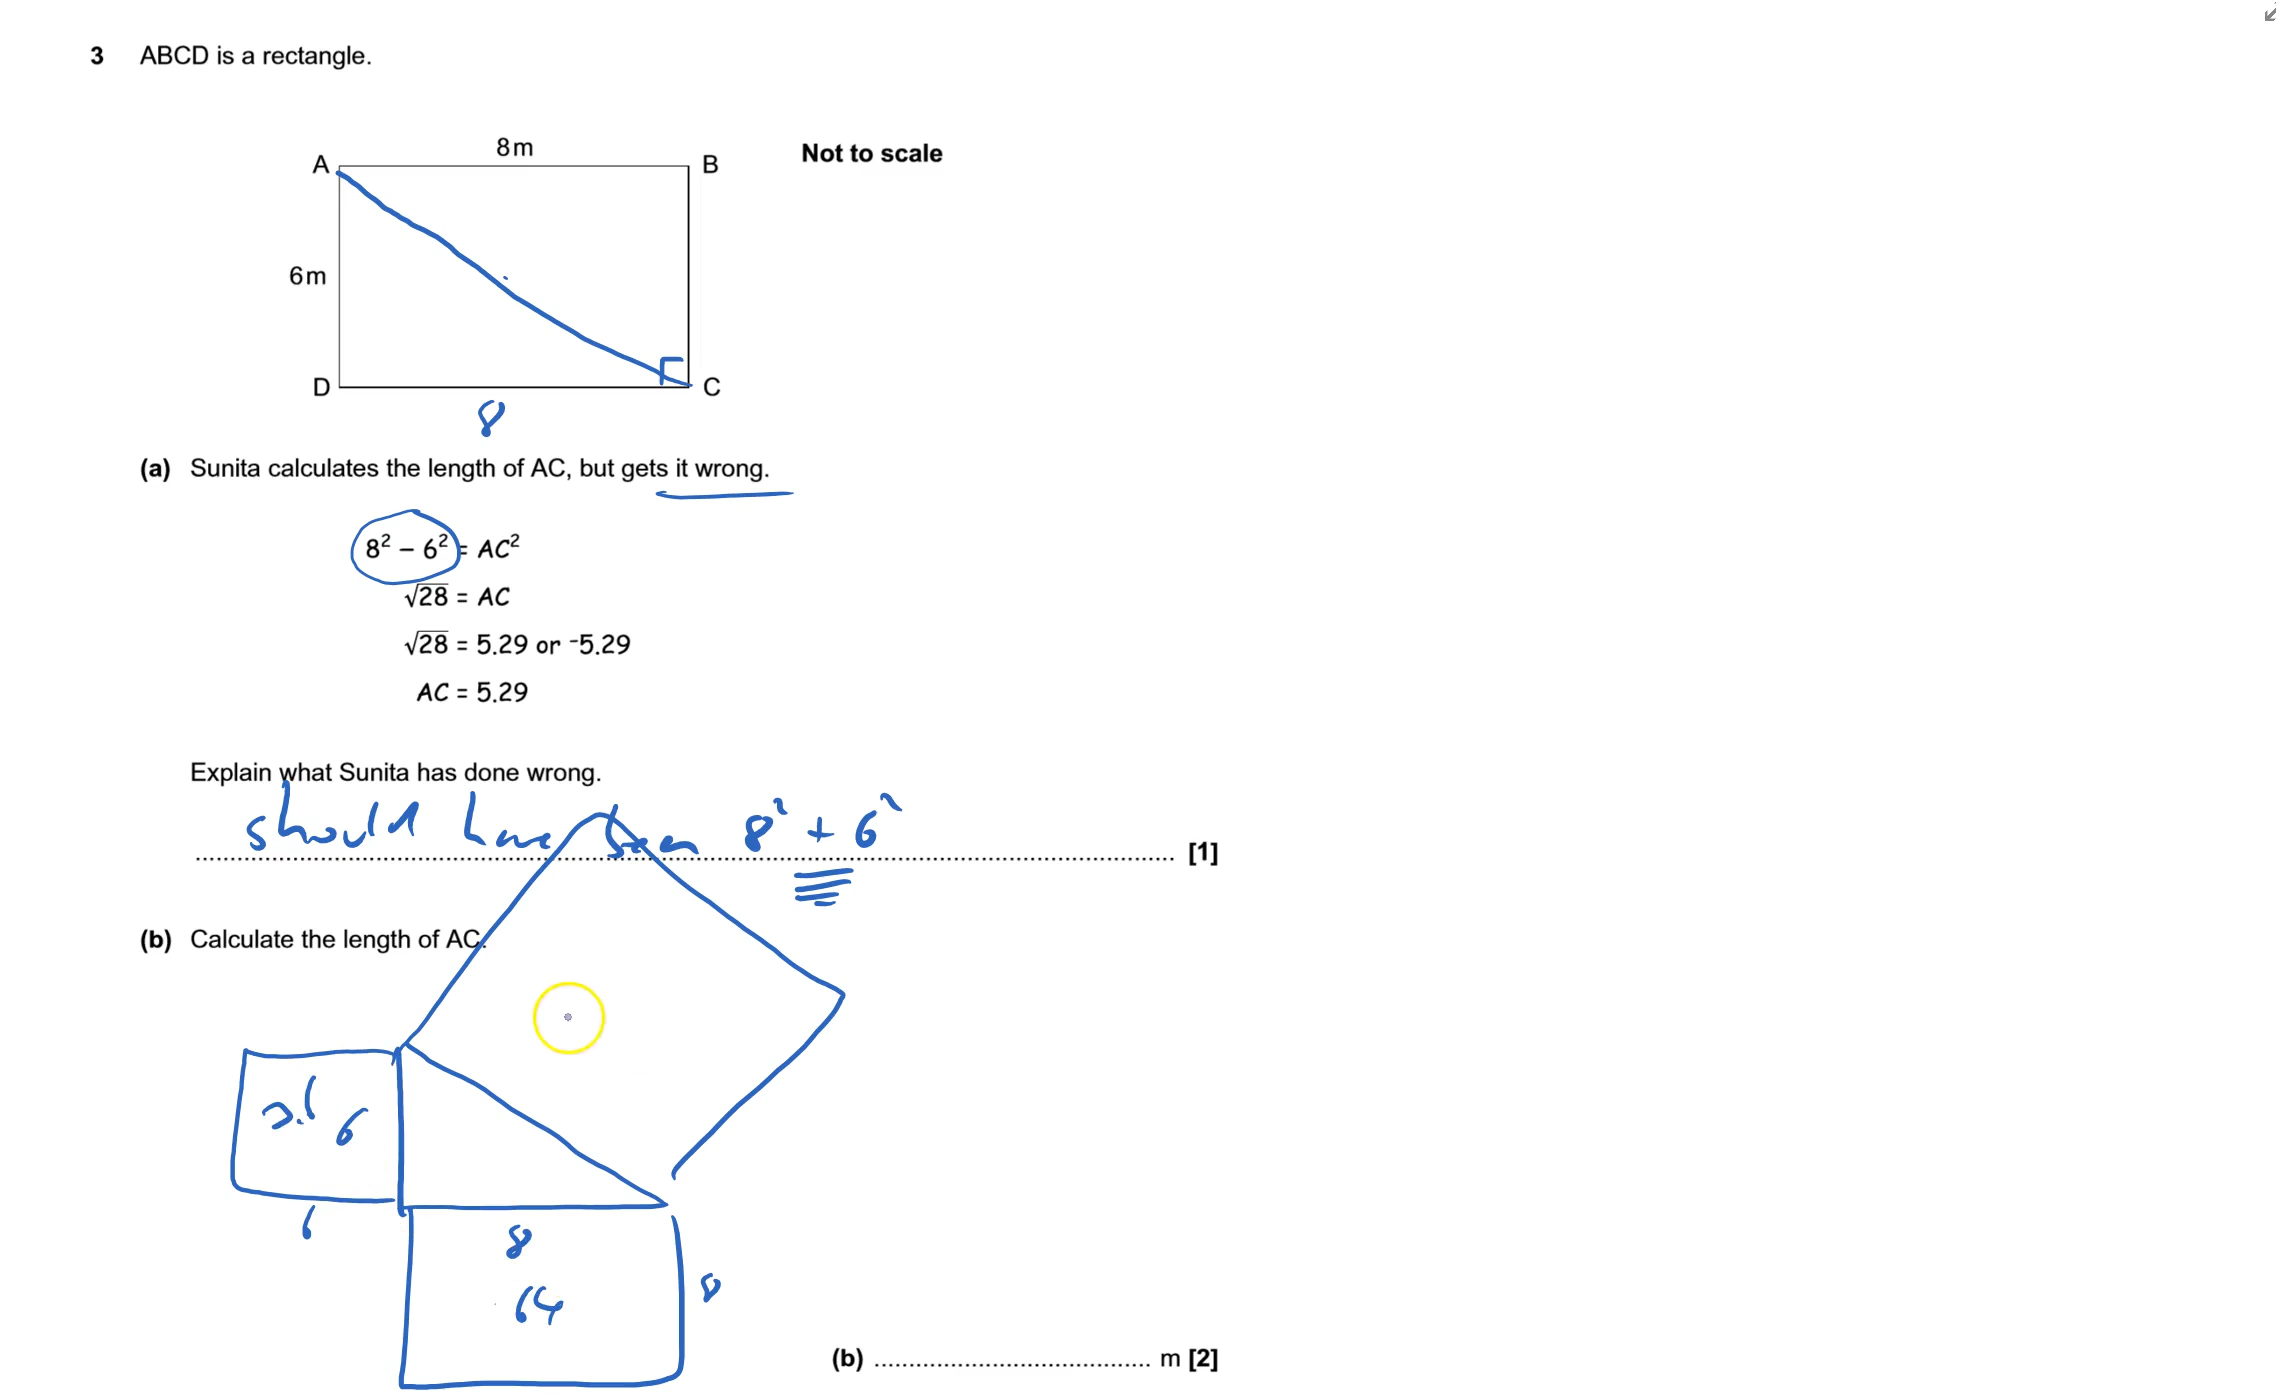 3 ABCD is a rectangle.
8 m
Not to scale
A
B
6 m
D
C
8
(a) Sunita calculates the length of AC, but gets it wrong.
8² – 6² = AC²
√28 = AC
√28 = 5.29 or ⁻5.29
AC = 5.29
Explain what Sunita has done wrong.
should have been 8² + 6²
[1]
(b) Calculate the length of AC.
6
6
8
8
64
(b) ........................................ m [2]